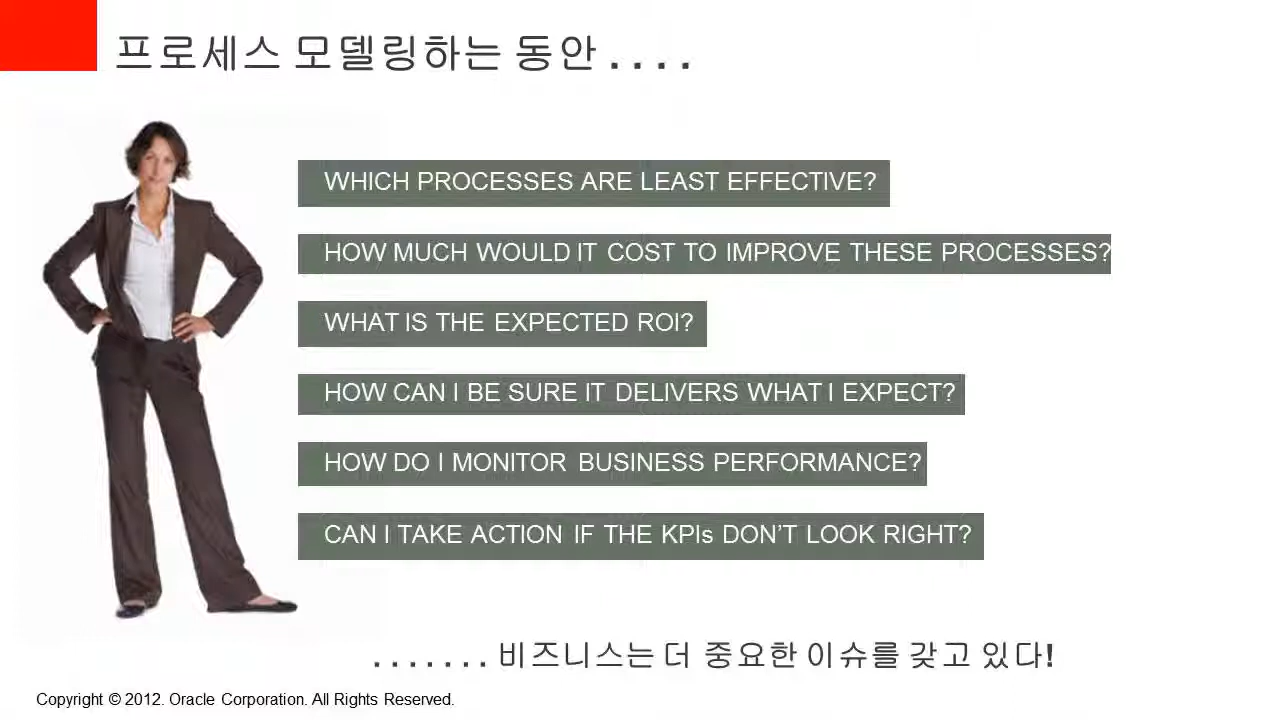 프로세스 모델링하는 동안 . . . .
WHICH PROCESSES ARE LEAST EFFECTIVE?
HOW MUCH WOULD IT COST TO IMPROVE THESE PROCESSES?
WHAT IS THE EXPECTED ROI?
HOW CAN I BE SURE IT DELIVERS WHAT I EXPECT?
HOW DO I MONITOR BUSINESS PERFORMANCE?
CAN I TAKE ACTION IF THE KPIs DON’T LOOK RIGHT?
. . . . . . . 비즈니스는 더 중요한 이슈를 갖고 있다!
Copyright © 2012. Oracle Corporation. All Rights Reserved.